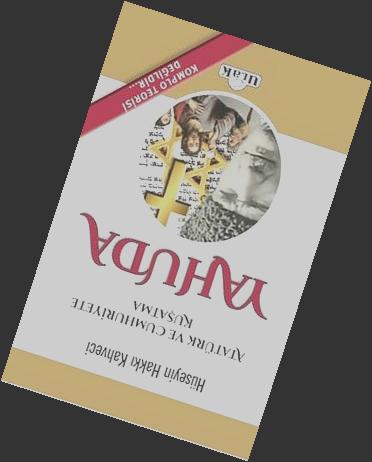 Hüseyin Hakkı Kahveci
ATATÜRK VE CUMHURİYETE
KUŞATMA
YAHUDA
KOMPLO TEORİSİ
DEĞİLDİR...
ULAK